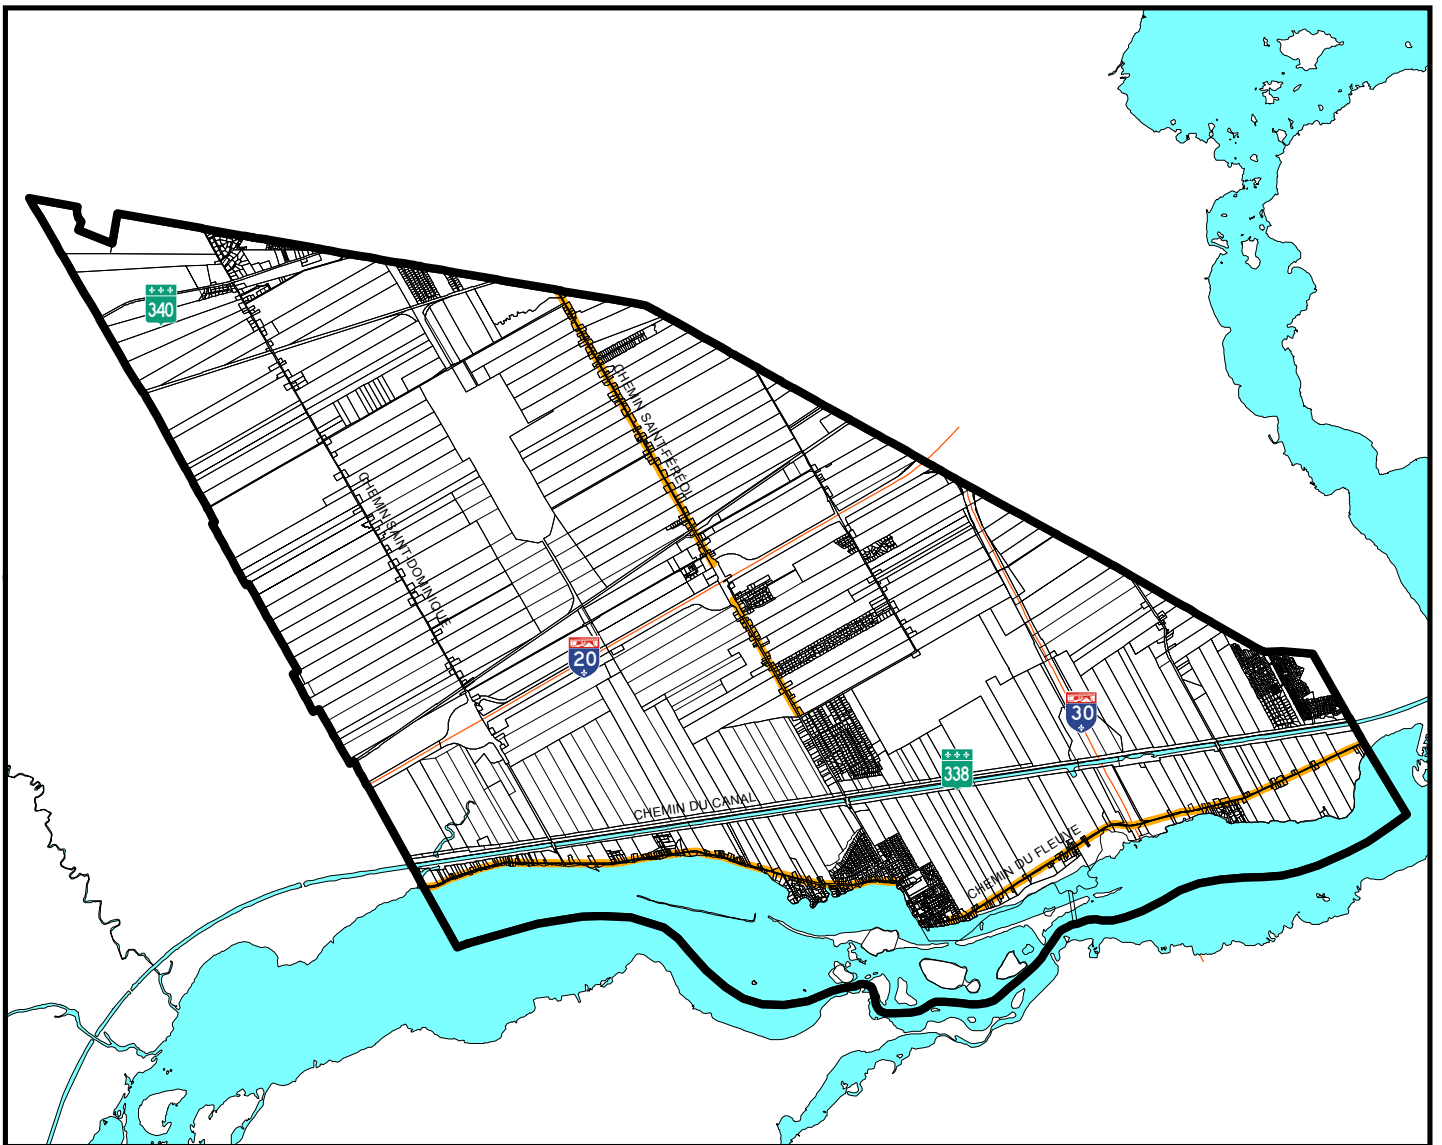 340
CHEMIN SAINT-FÉRÉOL
CHEMIN SAINT-DOMINIQUE
20
30
338
CHEMIN DU CANAL
CHEMIN DU FLEUVE